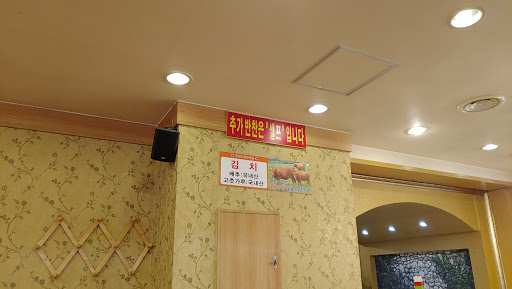 추가 반찬은 '셀프' 입니다
김 치
배추:국내산
고춧가루:국내산